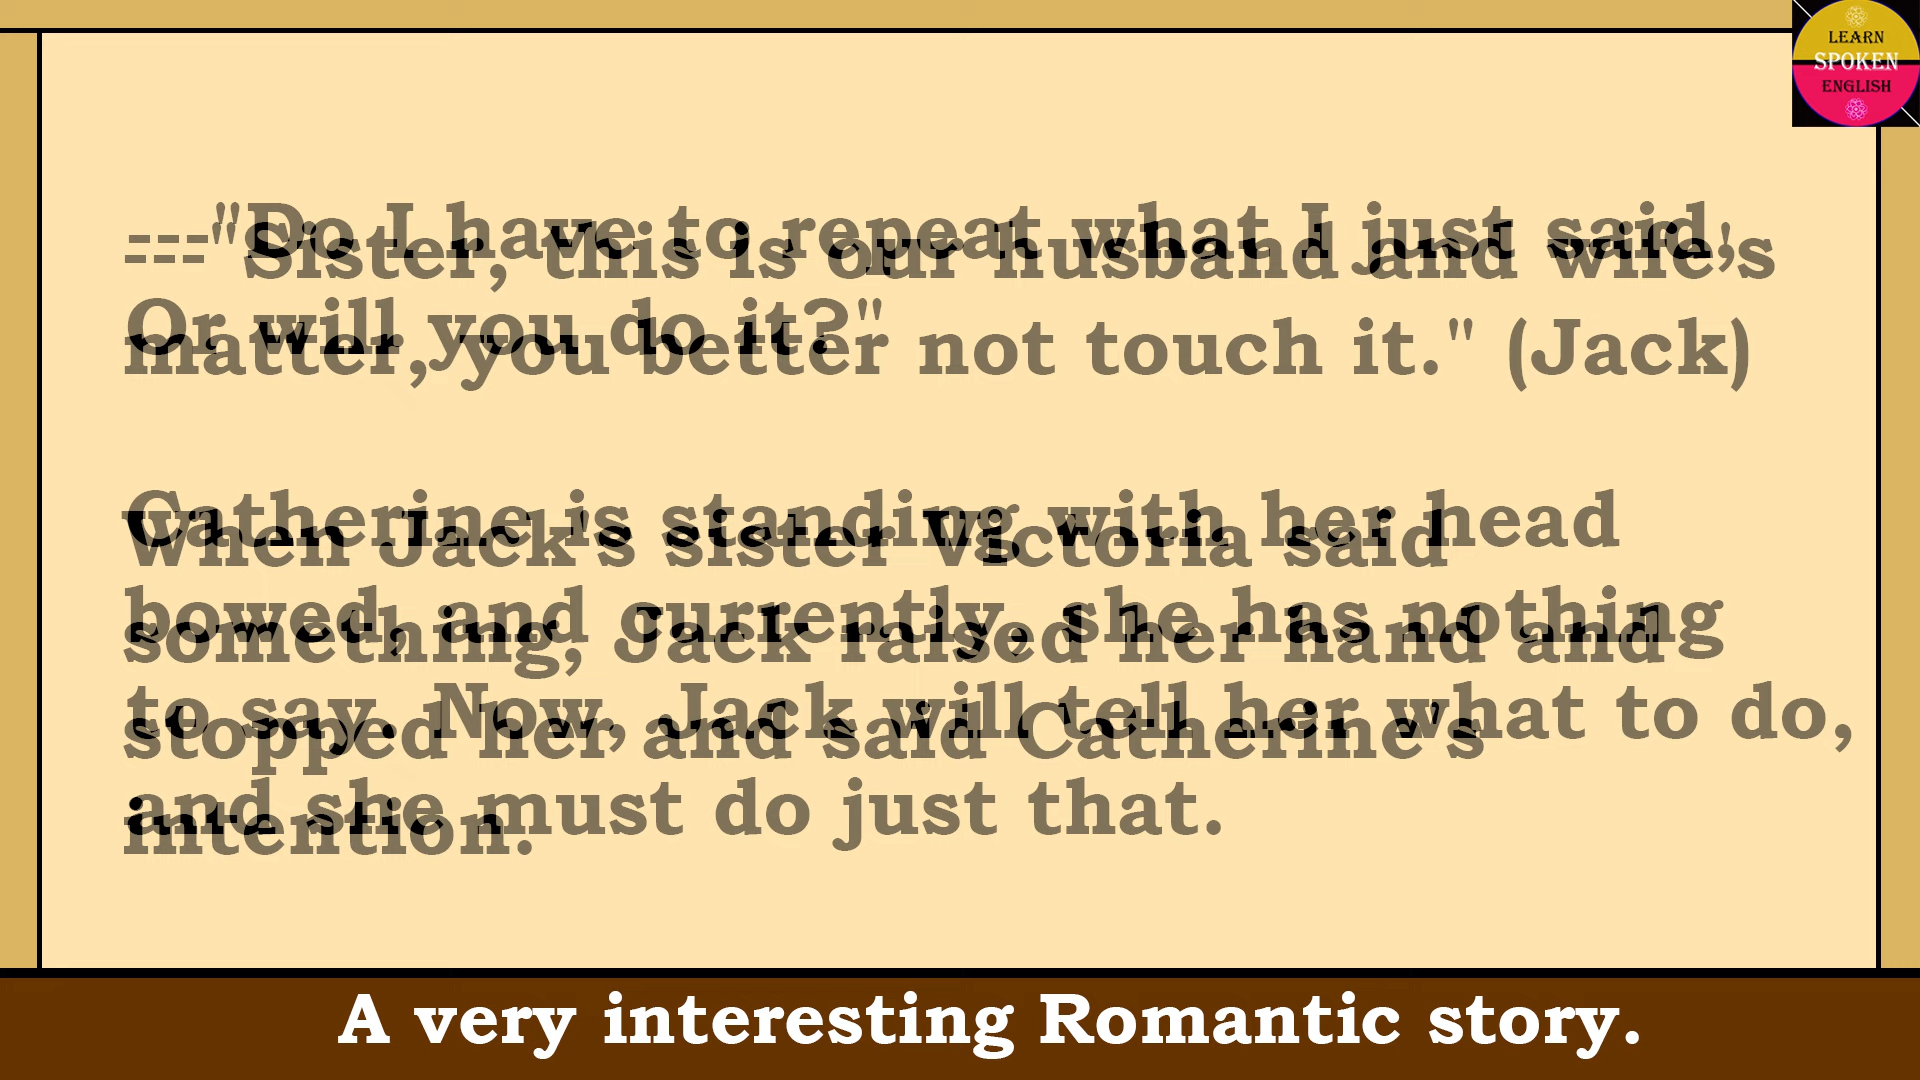 LEARN
SPOKEN
ENGLISH
---"Do I have to repeat what I just said,
Or will you do it?"
Catherine is standing with her head
bowed, and currently, she has nothing
to say. Now, Jack will tell her what to do,
and she must do just that.
---"Sister, this is our husband and wife's
matter, you better not touch it." (Jack)
When Jack's sister Victoria said
something, Jack raised her hand and
stopped her and said Catherine's
intention.
A very interesting Romantic story.